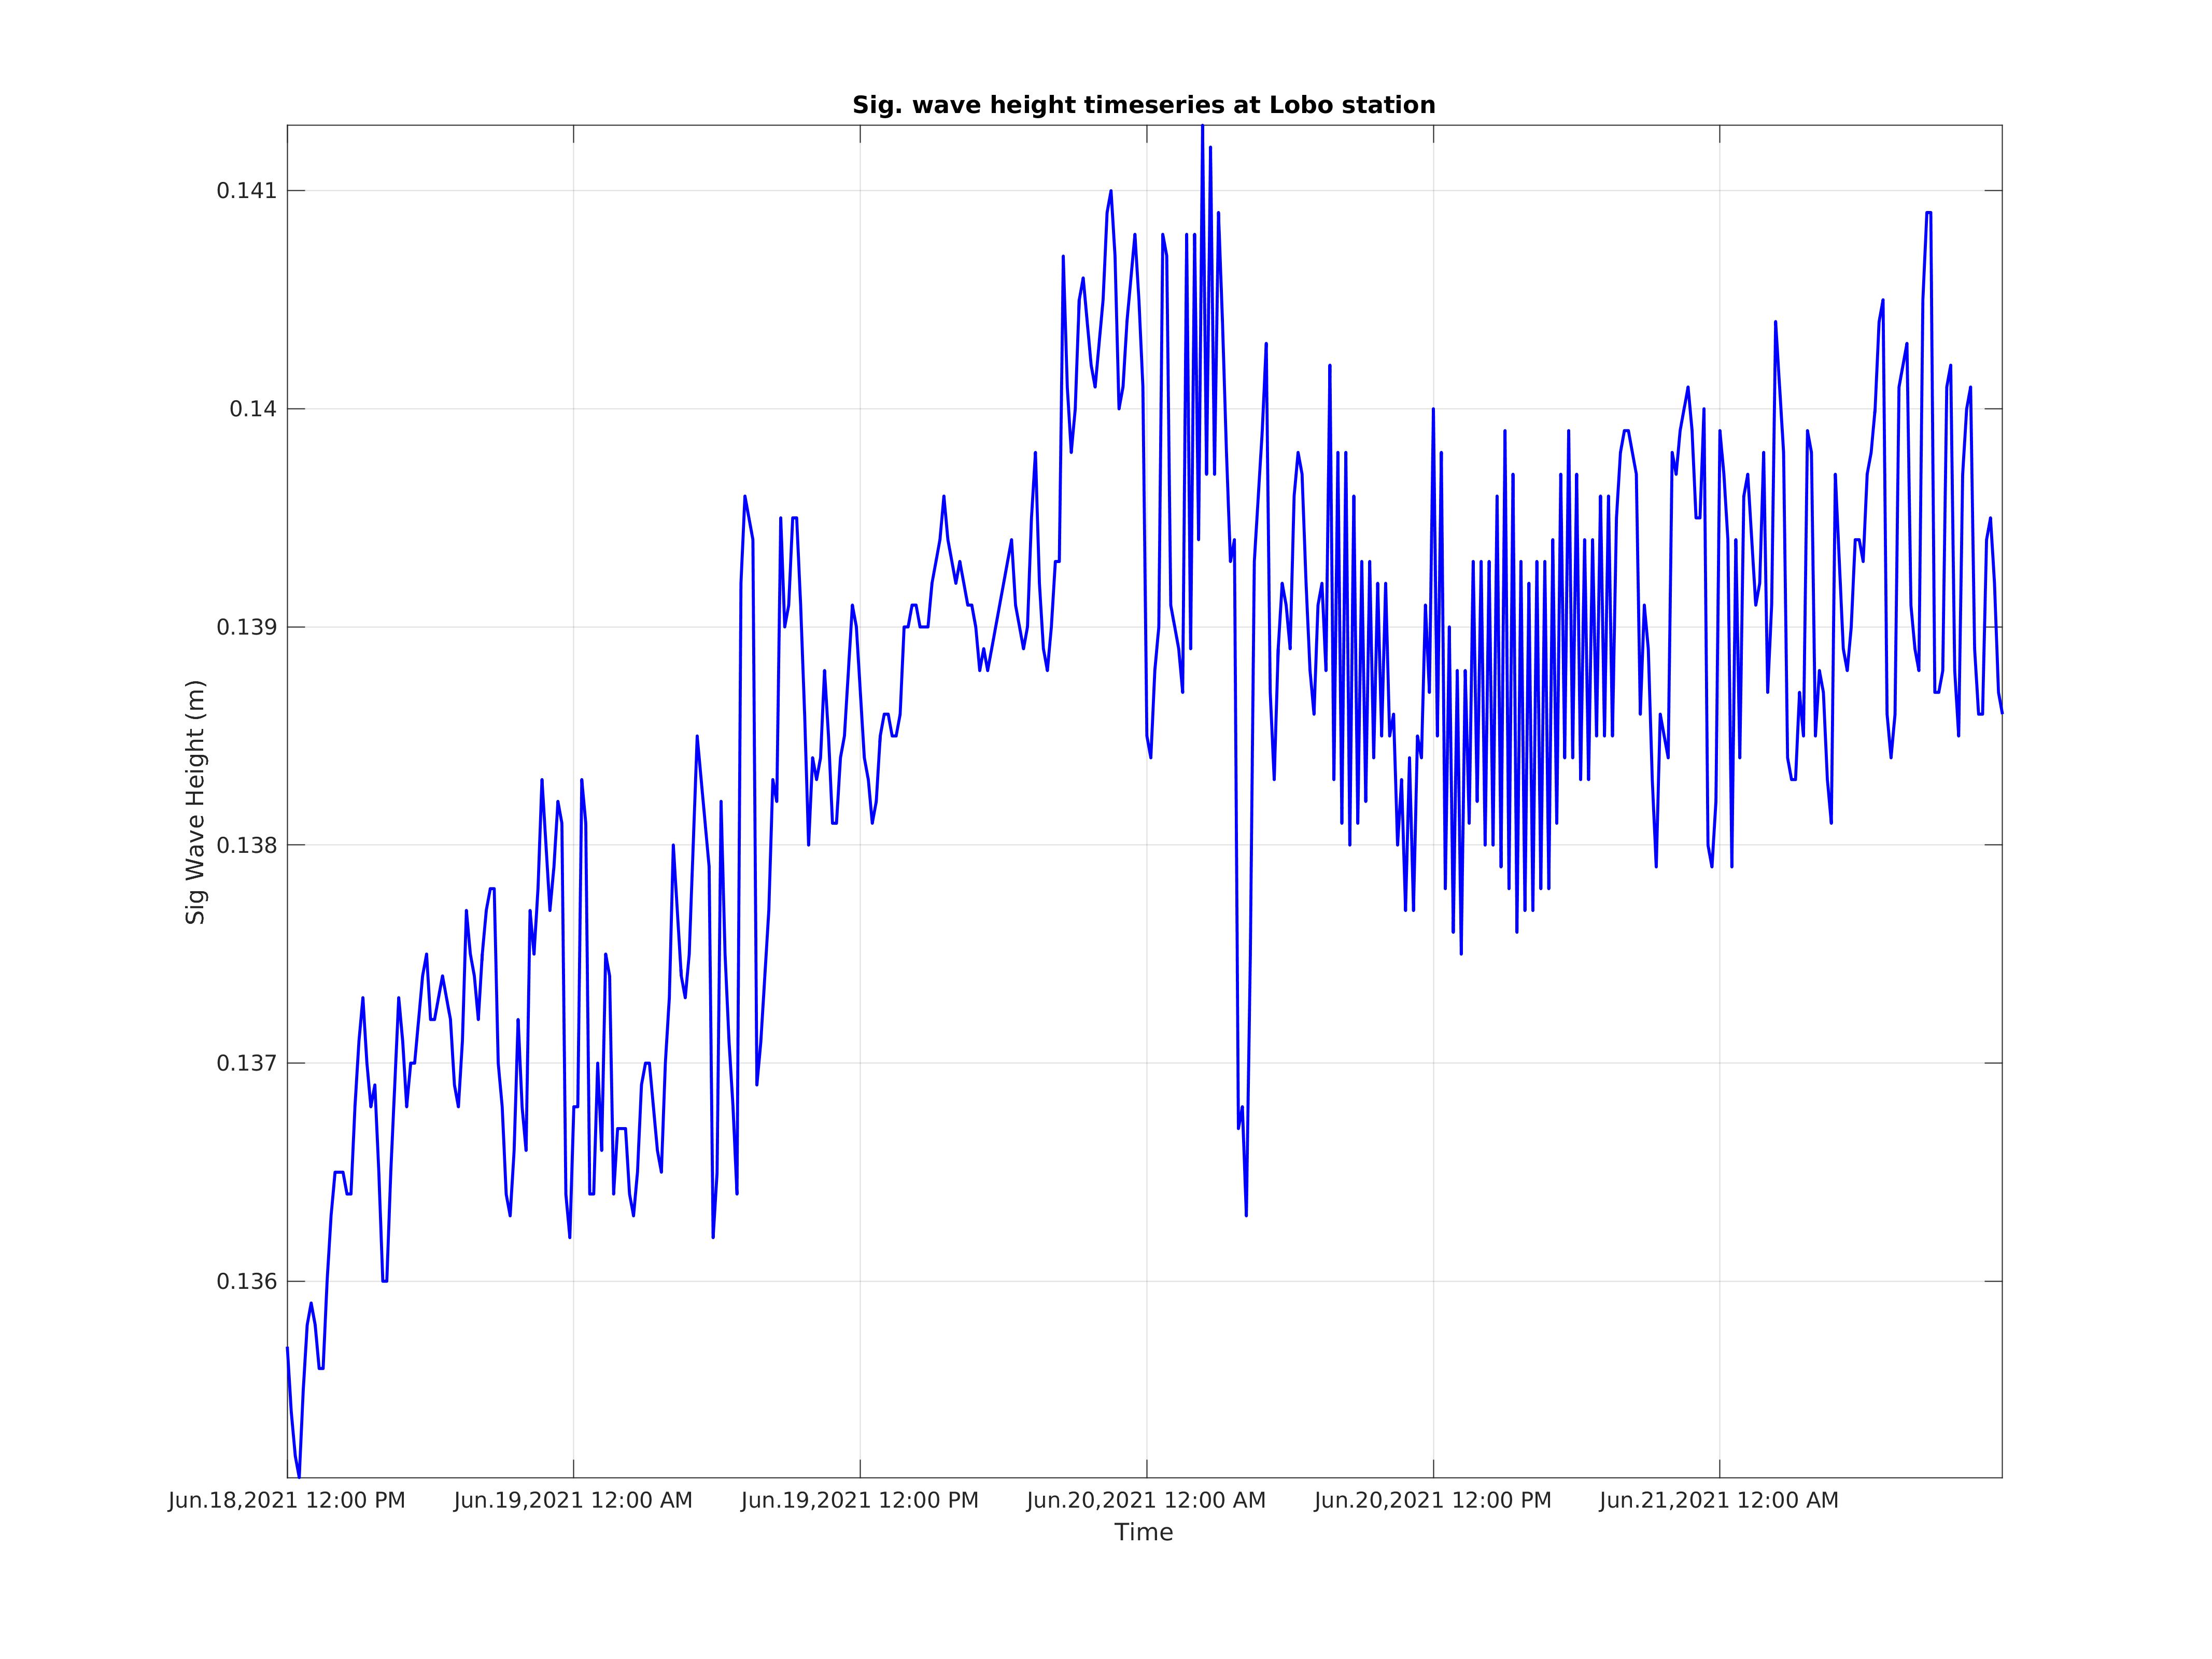 Sig. wave height timeseries at Lobo station
0.141
0.14
0.139
0.138
0.137
0.136
Sig Wave Height (m)
Jun.18,2021 12:00 PM
Jun.19,2021 12:00 AM
Jun.19,2021 12:00 PM
Jun.20,2021 12:00 AM
Jun.20,2021 12:00 PM
Jun.21,2021 12:00 AM
Time